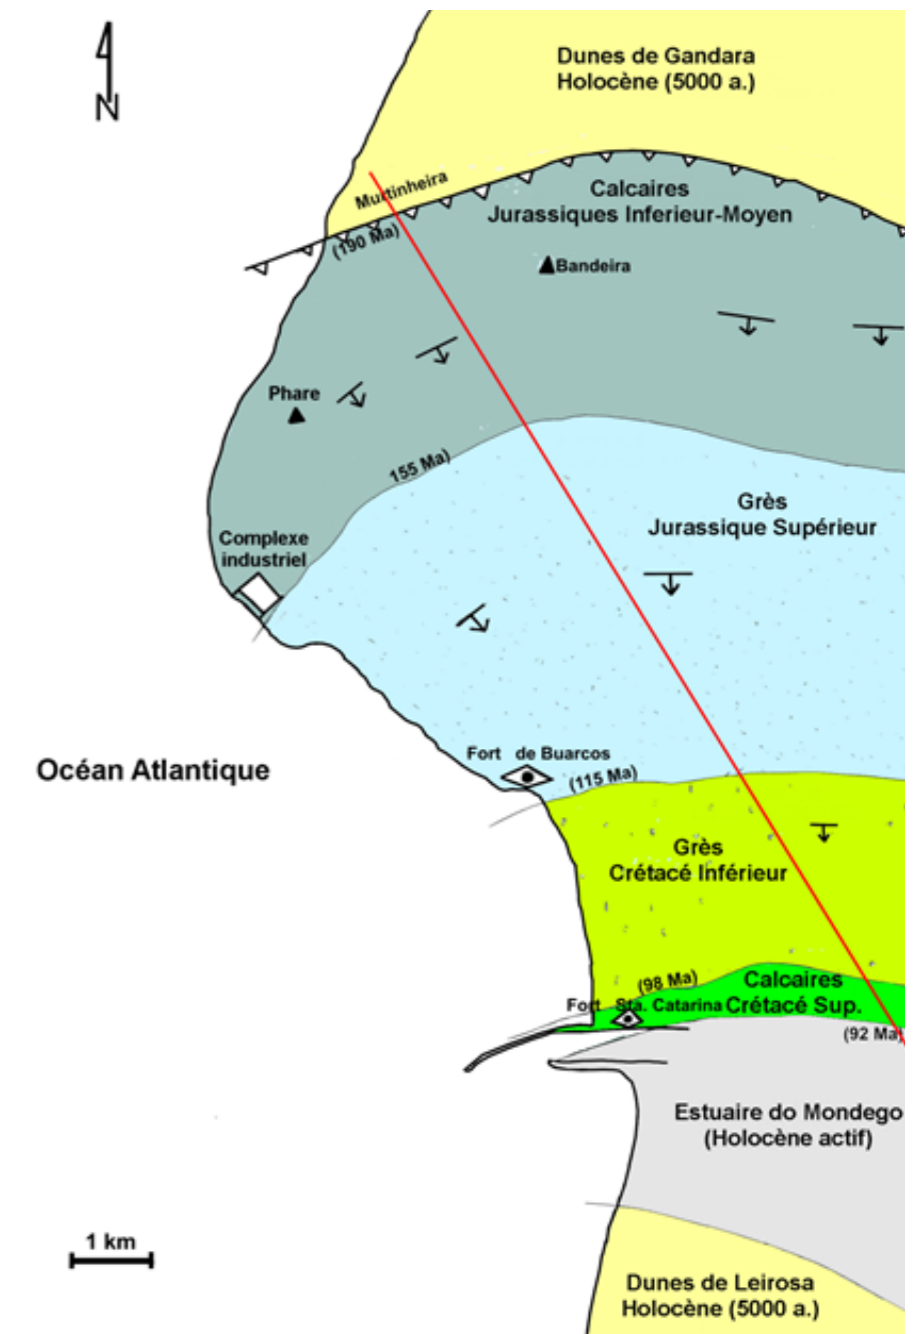 N
Dunes de Gandara
Holocène (5000 a.)
Murtinheira
(190 Ma)
Calcaires
Jurassiques Inferieur-Moyen
Bandeira
Phare
155 Ma)
Grès
Jurassique Supérieur
Complexe
industriel
Fort de Buarcos
(115 Ma)
Océan Atlantique
Grès
Crétacé Inférieur
(98 Ma)
Calcaires
Fort Sta. Catarina Crétacé Sup.
(92 Ma)
Estuaire do Mondego
(Holocène actif)
1 km
Dunes de Leirosa
Holocène (5000 a.)